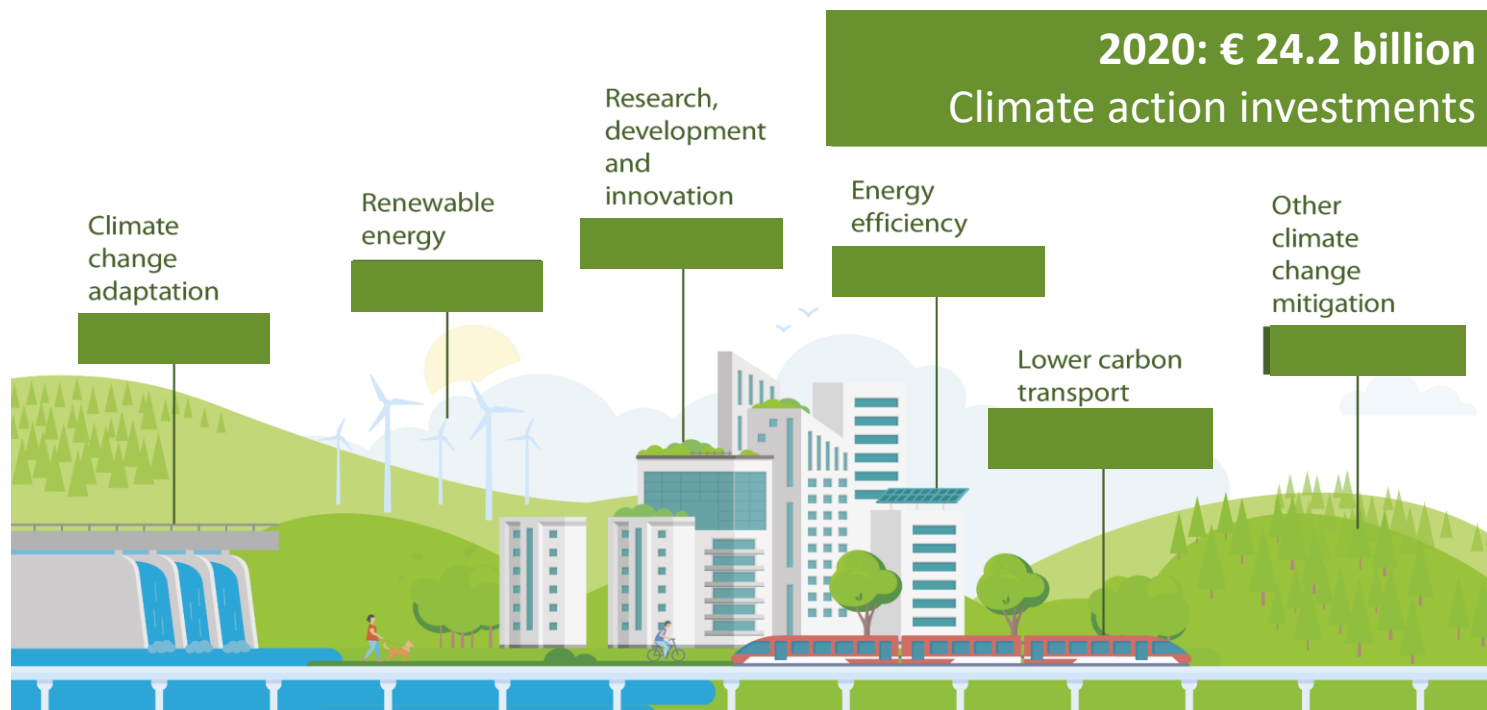 2020: € 24.2 billion
Climate action investments
Climate
change
adaptation
Renewable
energy
Research,
development
and
innovation
Energy
efficiency
Lower carbon
transport
Other
climate
change
mitigation